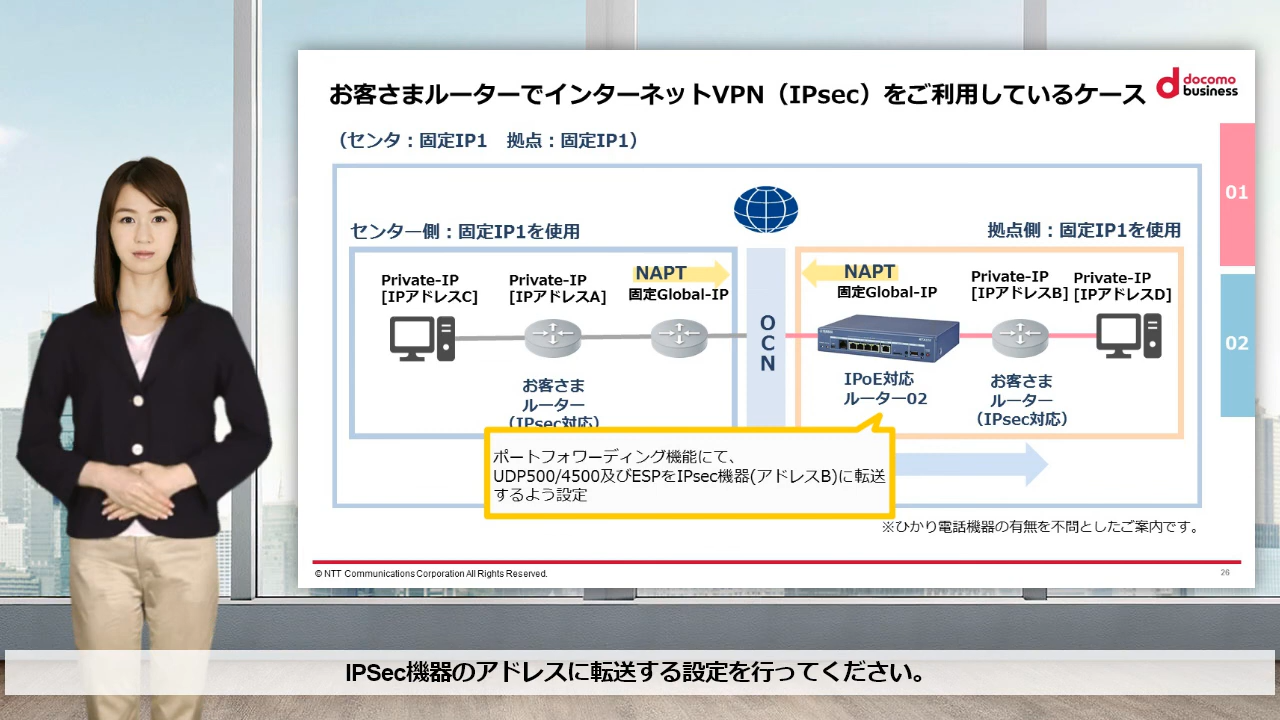 お客さまルーターでインターネットVPN（IPsec）をご利用しているケース
docomo
business
（センタ：固定IP1　拠点：固定IP1）
01
02
センター側：固定IP1を使用
拠点側：固定IP1を使用
Private-IP
[IPアドレスC]
Private-IP
[IPアドレスA]
NAPT
固定Global-IP
NAPT
固定Global-IP
Private-IP
[IPアドレスB]
Private-IP
[IPアドレスD]
OCN
お客さま
ルーター
（IPsec対応）
IPoE対応
ルーター02
お客さま
ルーター
（IPsec対応）
ポートフォワーディング機能にて、
UDP500/4500及びESPをIPsec機器(アドレスB)に転送
するよう設定
※ひかり電話機器の有無を不問としたご案内です。
© NTT Communications Corporation All Rights Reserved.
26
IPSec機器のアドレスに転送する設定を行ってください。